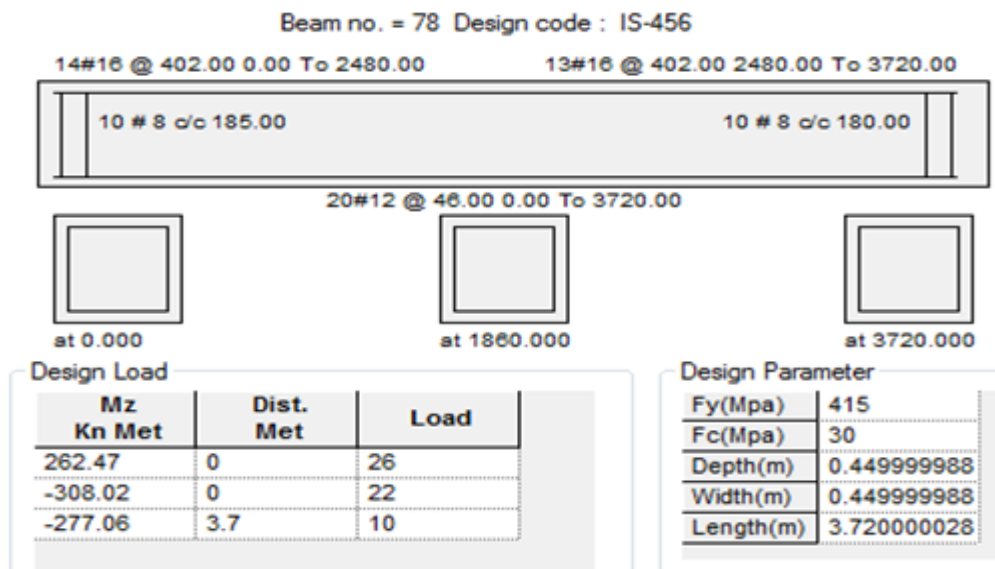 Beam no. = 78 Design code : IS-456
14#16 @ 402.00 0.00 To 2480.00 13#16 @ 402.00 2480.00 To 3720.00
10 # 8 c/c 185.00 10 # 8 c/c 180.00
20#12 @ 46.00 0.00 To 3720.00
at 0.000 at 1860.000 at 3720.000
Design Load
Mz Dist. Load
Kn Met Met
262.47 0 26
-308.02 0 22
-277.06 3.7 10
Design Parameter
Fy(Mpa) 415
Fc(Mpa) 30
Depth(m) 0.449999988
Width(m) 0.449999988
Length(m) 3.720000028